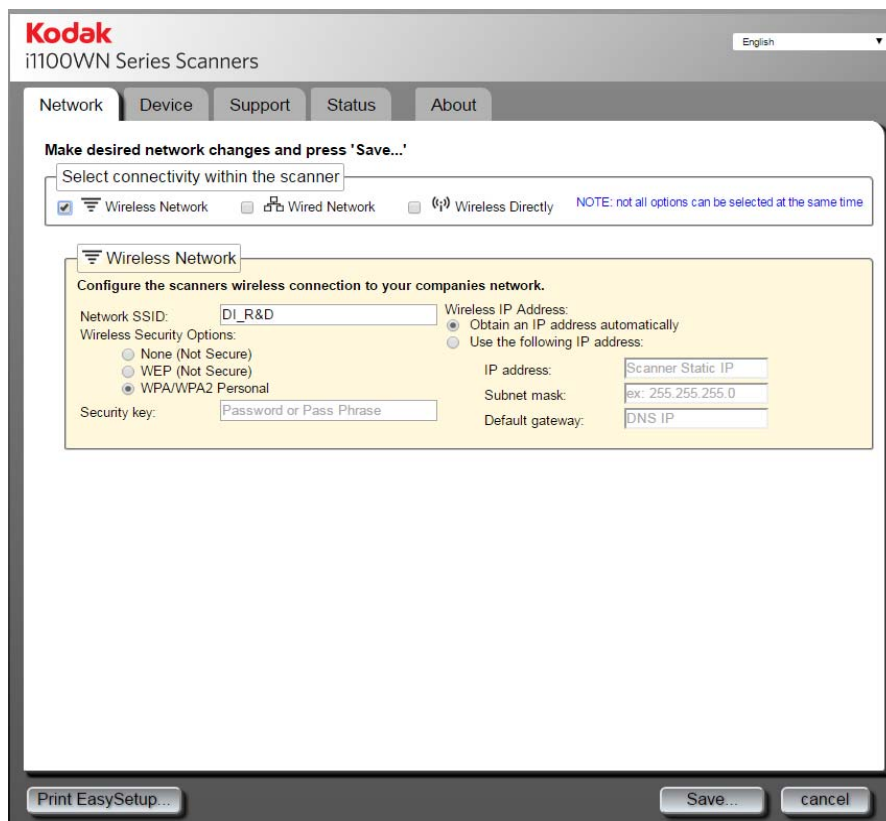 Kodak
i1100WN Series Scanners
English
Network Device Support Status About
Make desired network changes and press 'Save...'
Select connectivity within the scanner
Wireless Network Wired Network Wireless Directly NOTE: not all options can be selected at the same time
Wireless Network
Configure the scanners wireless connection to your companies network.
Network SSID: DI_R&D
Wireless Security Options:
None (Not Secure)
WEP (Not Secure)
WPA/WPA2 Personal
Security key: Password or Pass Phrase
Wireless IP Address:
Obtain an IP address automatically
Use the following IP address:
IP address: Scanner Static IP
Subnet mask: ex: 255.255.255.0
Default gateway: DNS IP
Print EasySetup... Save... cancel